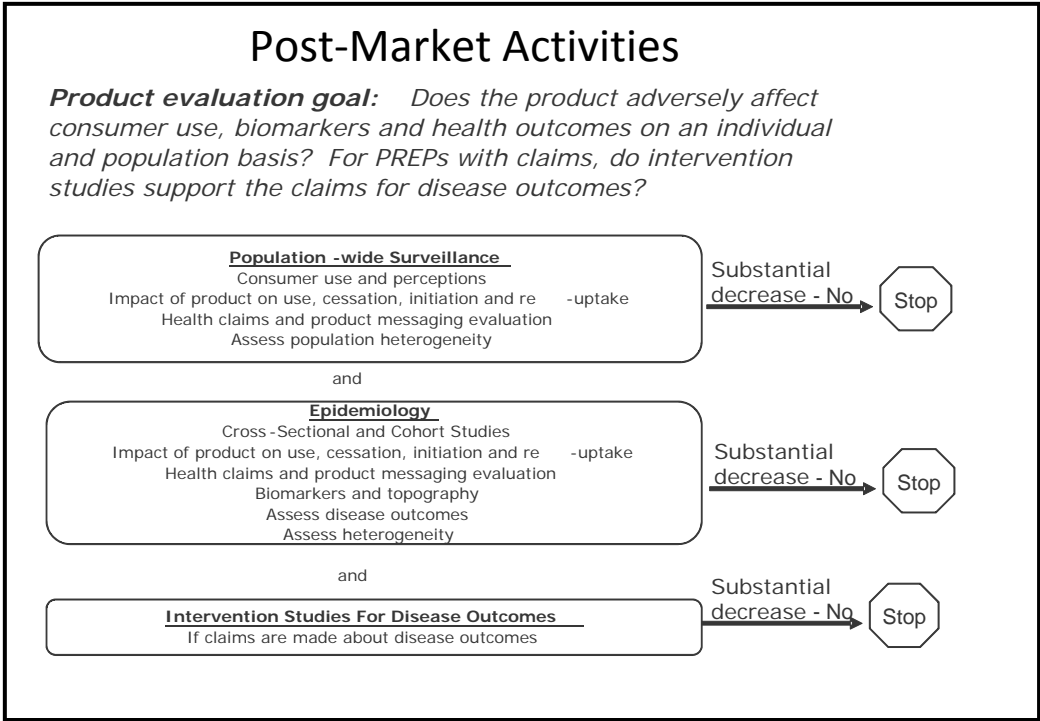 Post-Market Activities
Product evaluation goal: Does the product adversely affect
consumer use, biomarkers and health outcomes on an individual
and population basis? For PREPs with claims, do intervention
studies support the claims for disease outcomes?
Population -wide Surveillance
Consumer use and perceptions
Impact of product on use, cessation, initiation and re -uptake
Health claims and product messaging evaluation
Assess population heterogeneity
Substantial
decrease - No
Stop
and
Epidemiology
Cross-Sectional and Cohort Studies
Impact of product on use, cessation, initiation and re -uptake
Health claims and product messaging evaluation
Biomarkers and topography
Assess disease outcomes
Assess heterogeneity
Substantial
decrease - No
Stop
and
Intervention Studies For Disease Outcomes
If claims are made about disease outcomes
Substantial
decrease - No
Stop